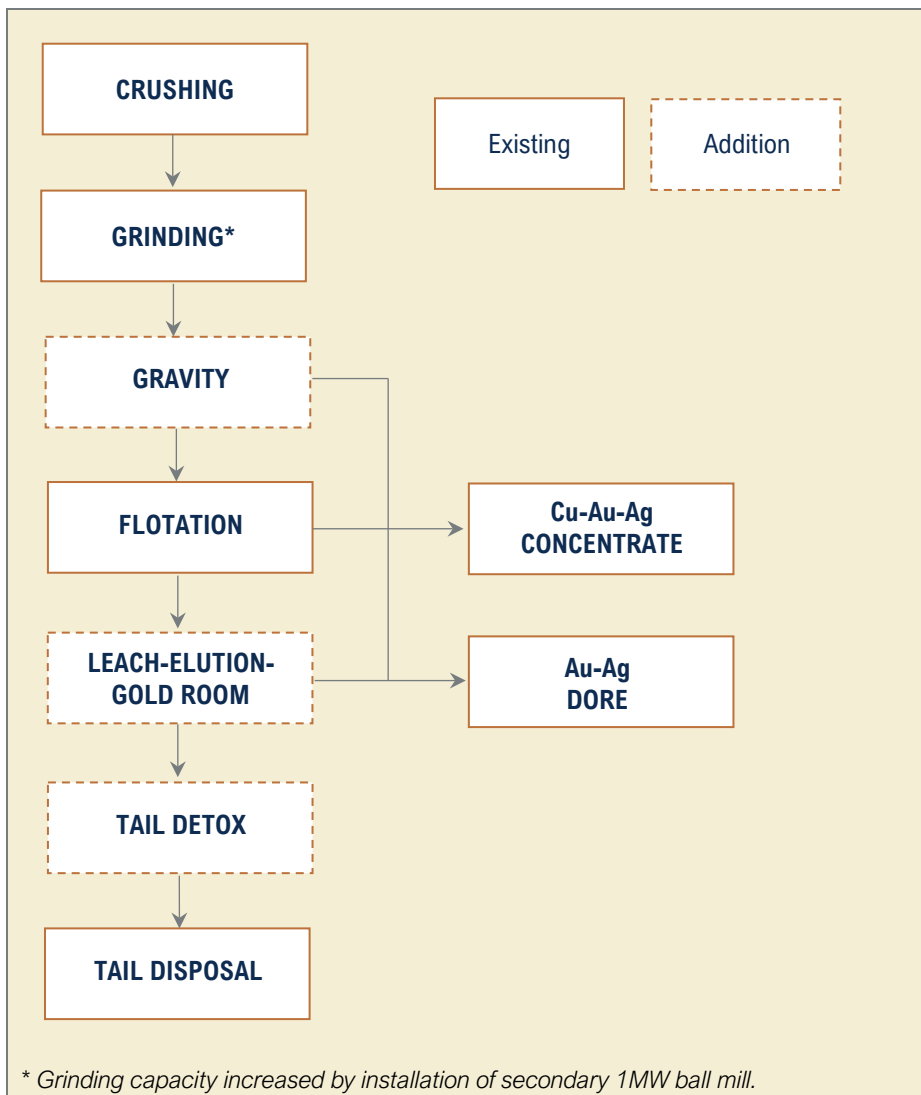 CRUSHING
Existing
Addition
GRINDING*
GRAVITY
FLOTATION
Cu-Au-Ag
CONCENTRATE
LEACH-ELUTION-
GOLD ROOM
Au-Ag
DORE
TAIL DETOX
TAIL DISPOSAL
* Grinding capacity increased by installation of secondary 1MW ball mill.